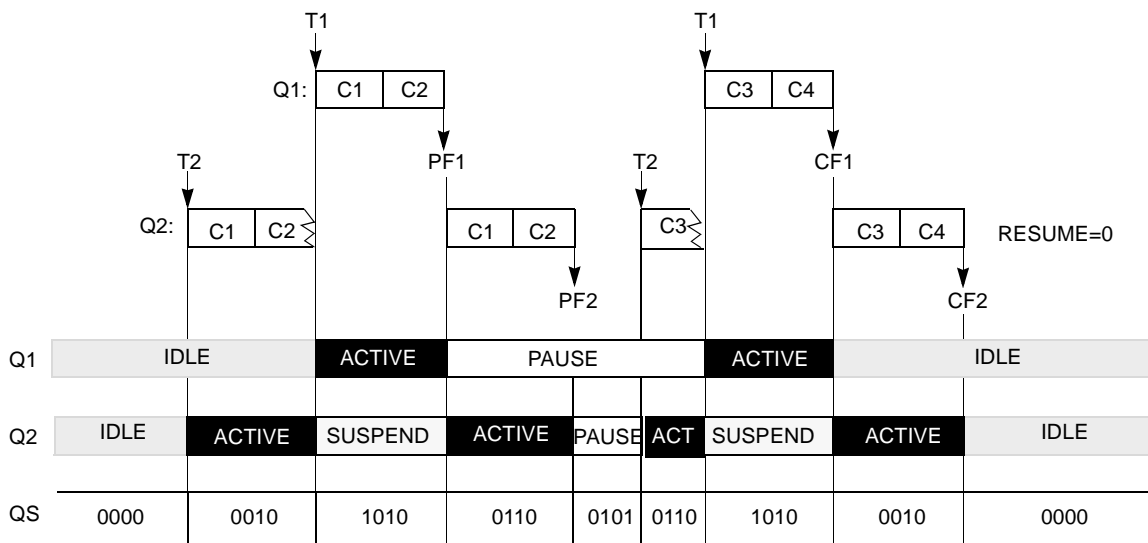 T1 T1
Q1: C1 C2 C3 C4
T2 PF1 T2 CF1
Q2: C1 C2 C1 C2 C3 C3 C4 RESUME=0
PF2 CF2
Q1 IDLE ACTIVE PAUSE ACTIVE IDLE
Q2 IDLE ACTIVE SUSPEND ACTIVE PAUSE ACT SUSPEND ACTIVE IDLE
QS 0000 0010 1010 0110 0101 0110 1010 0010 0000